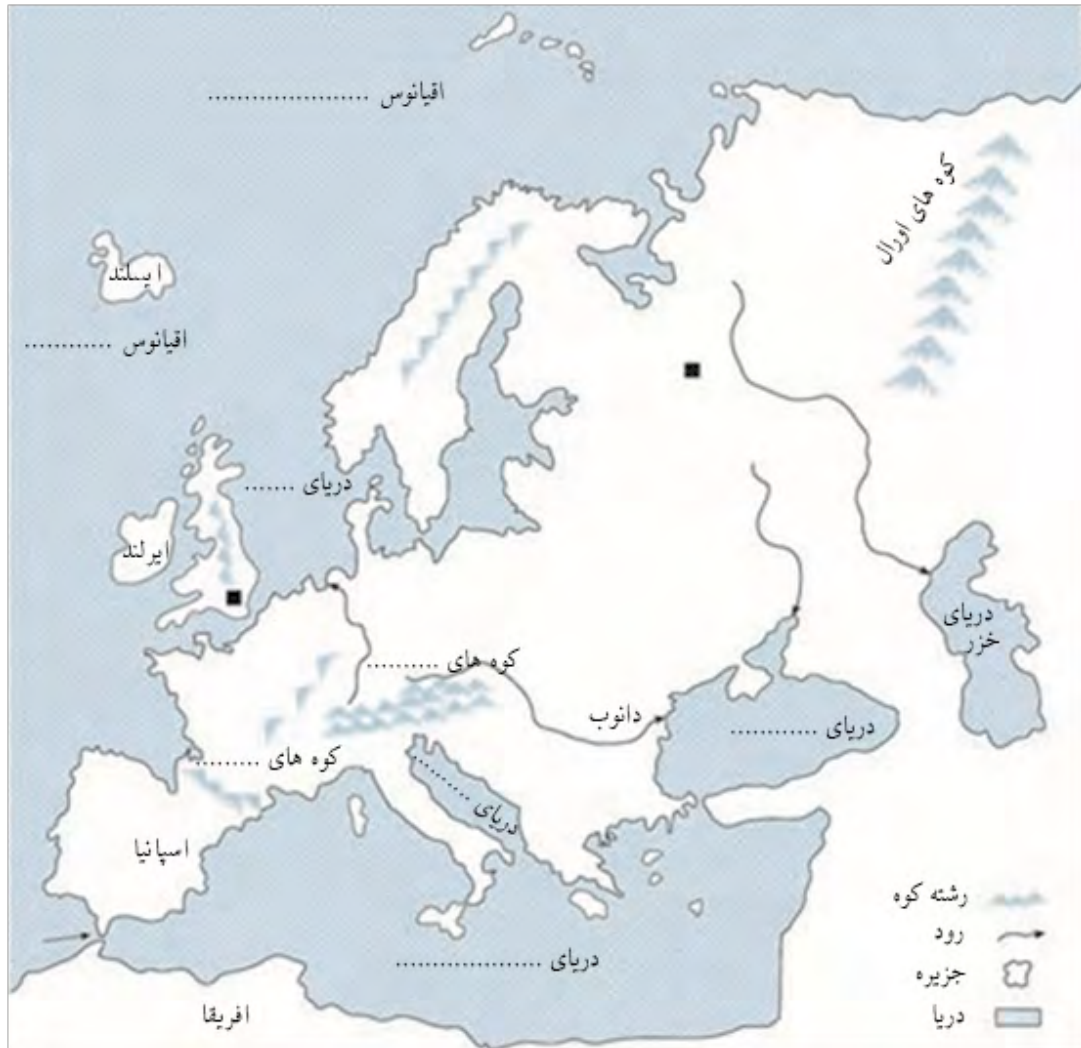 اقیانوس ......................
کوه های اورال
ایسلند
اقیانوس ............
دریای .......
ایرلند
دریای
خزر
کوه های ..........
دانوب
دریای ............
کوه های .........
دریای ..........
اسپانیا
رشته کوه
رود
دریای ....................
جزیره
افریقا
دریا